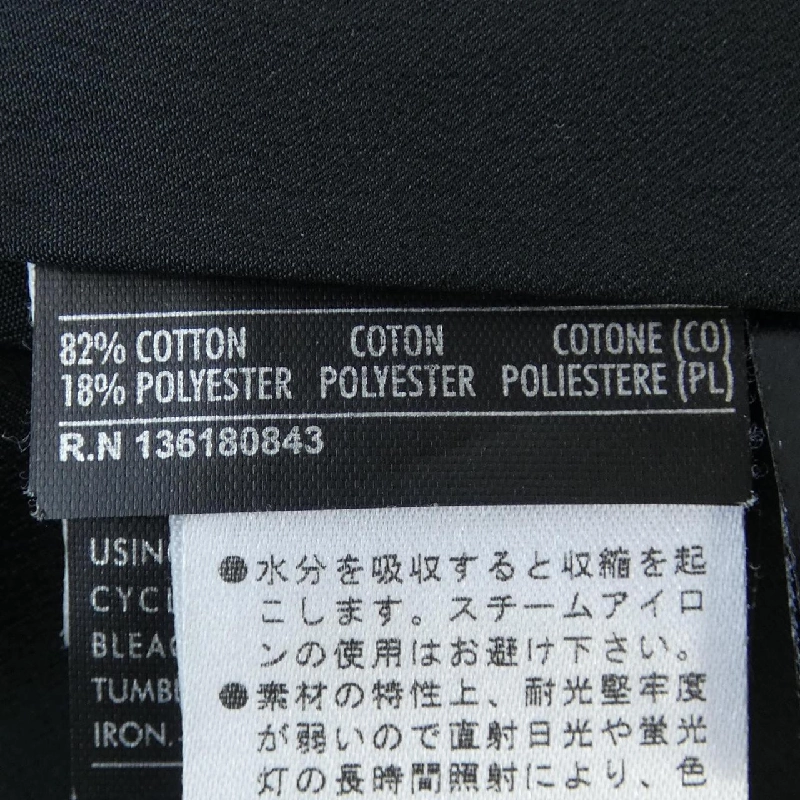 82% COTTON COTON COTONE (CO)
18% POLYESTER POLYESTER POLIESTERE (PL)
R.N 136180843
USIN
CYCL
BLEAC
TUMBL
IRON.
●水分を吸収すると収縮を起
こします。スチームアイロ
ンの使用はお避け下さい。
●素材の特性上、耐光堅牢度
が弱いので直射日光や蛍光
灯の長時間照射により、色